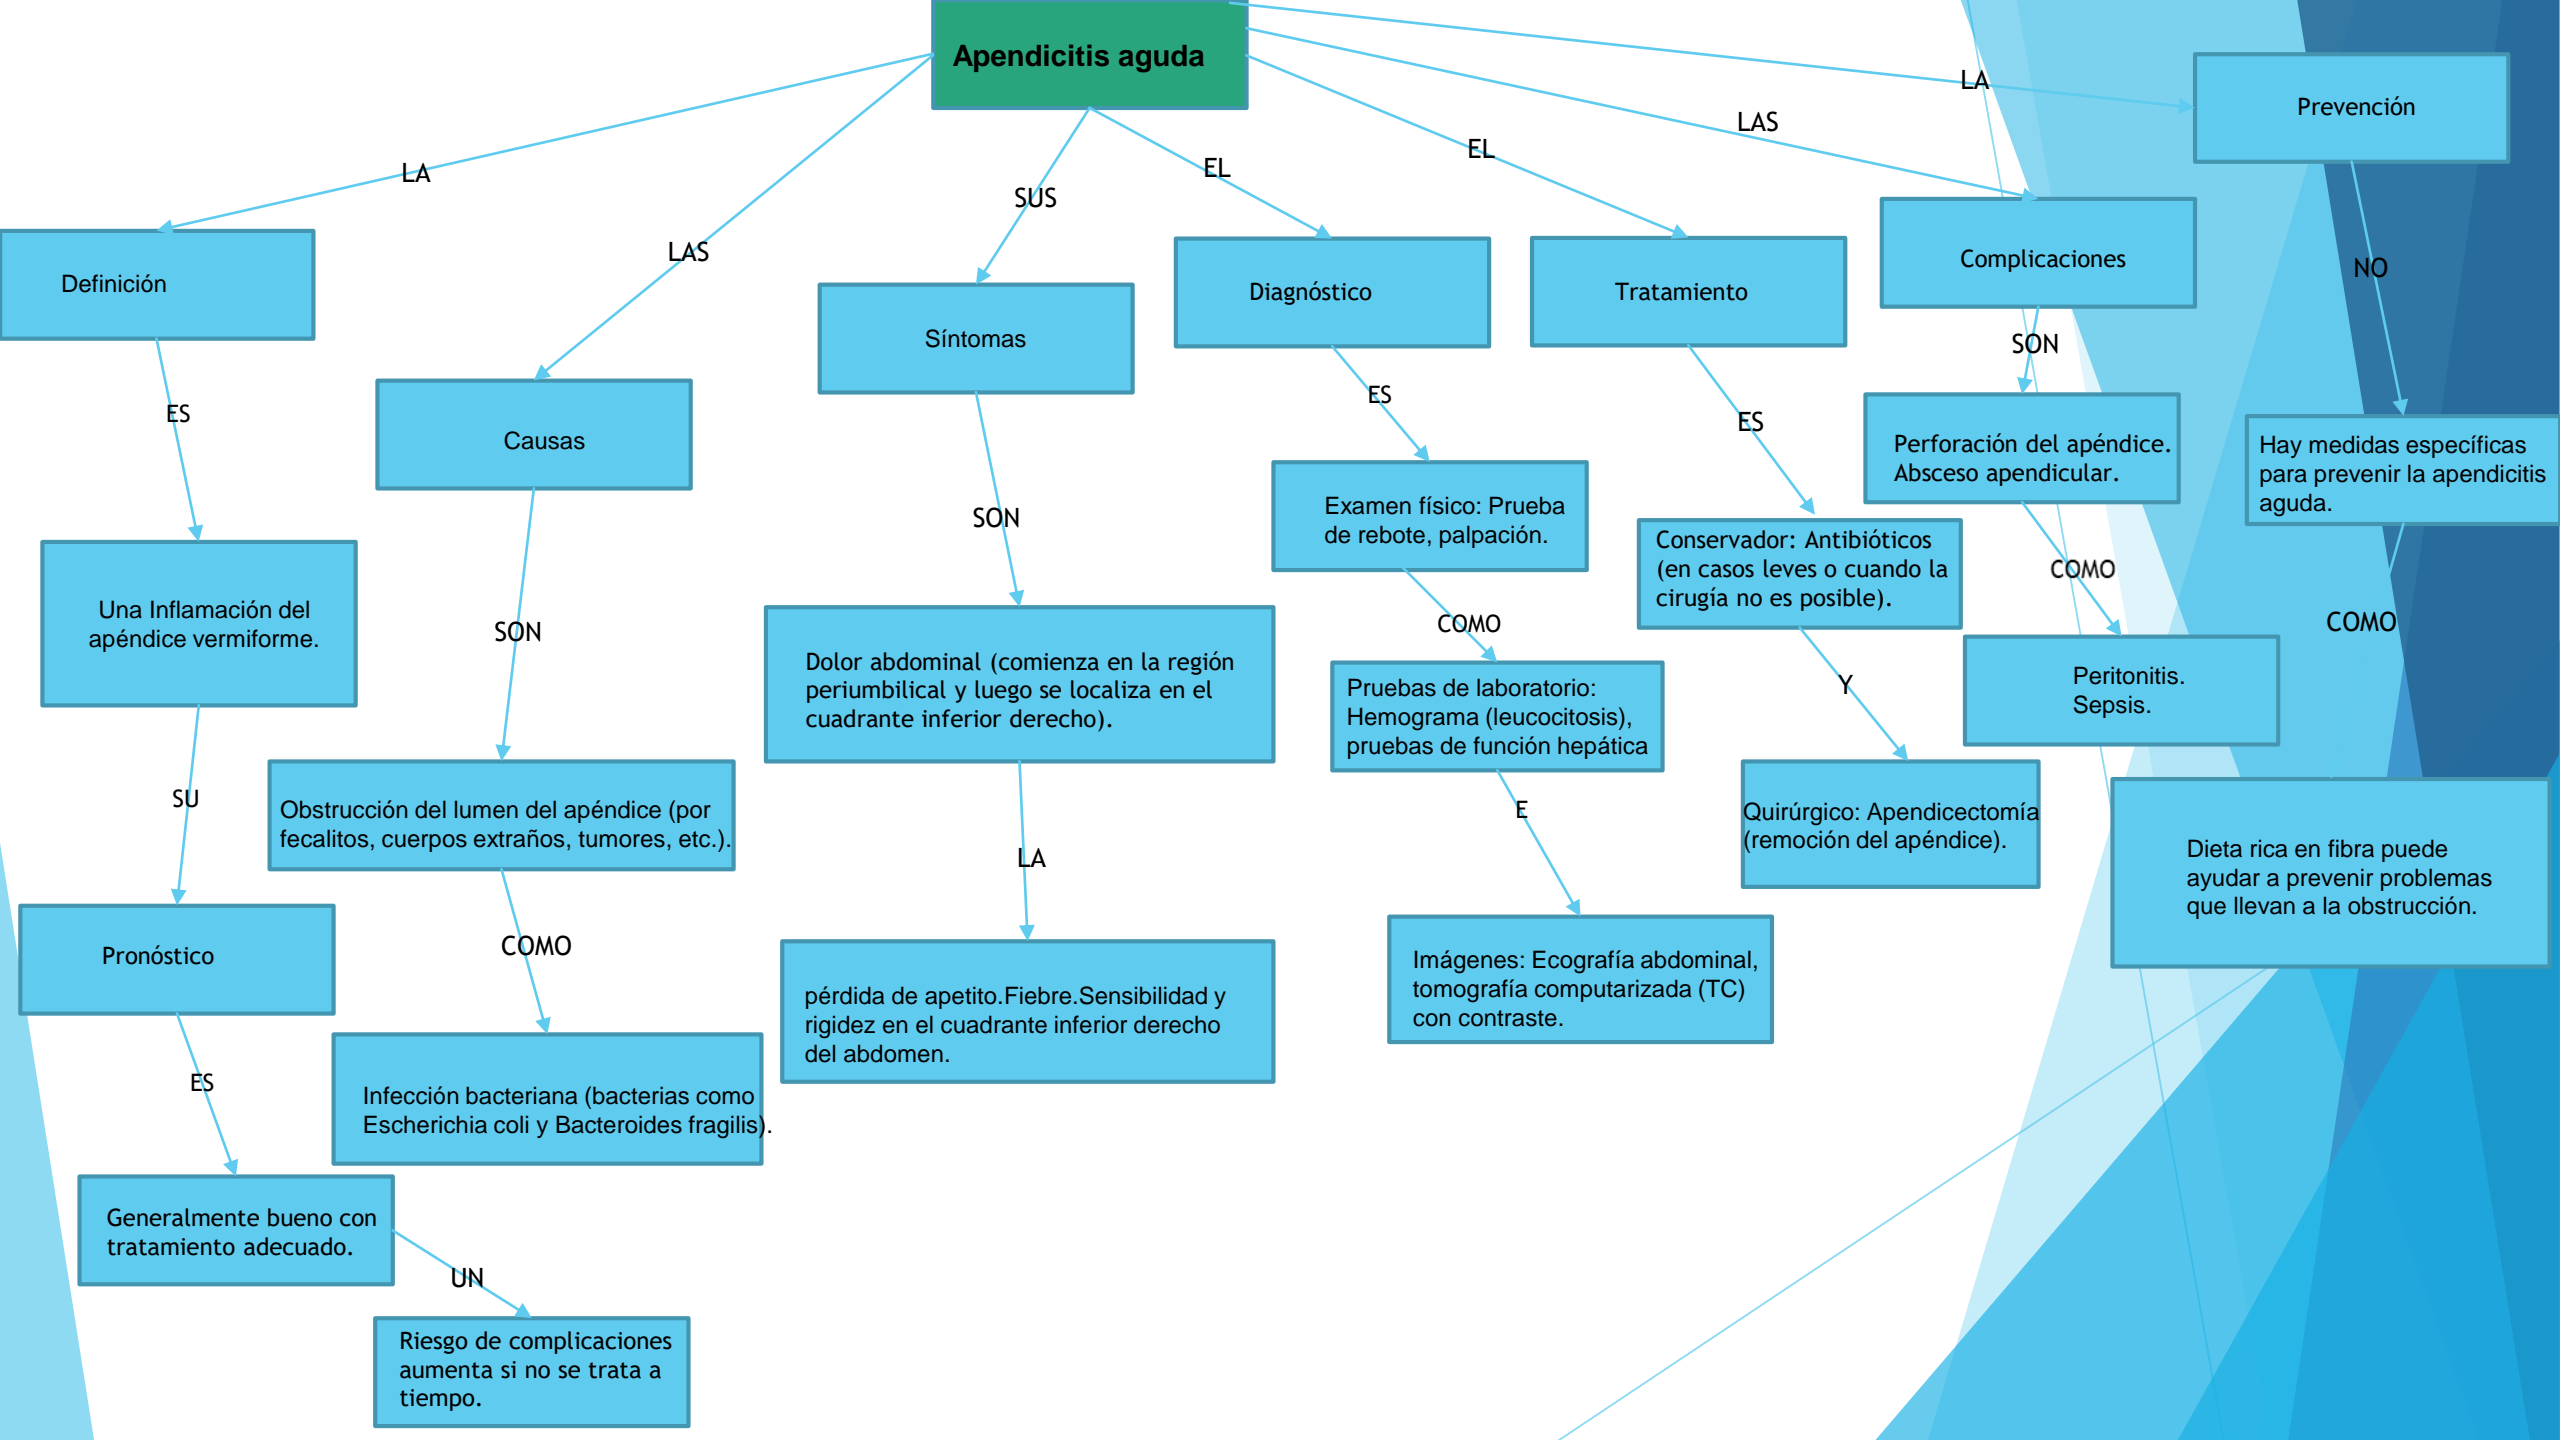 Apendicitis aguda
LA
Definición
ES
Una Inflamación del
apéndice vermiforme.
SU
Pronóstico
ES
Generalmente bueno con
tratamiento adecuado.
UN
Riesgo de complicaciones
aumenta si no se trata a
tiempo.
LAS
Causas
SON
Obstrucción del lumen del apéndice (por
fecalitos, cuerpos extraños, tumores, etc.).
COMO
Infección bacteriana (bacterias como
Escherichia coli y Bacteroides fragilis).
SUS
Síntomas
SON
Dolor abdominal (comienza en la región
periumbilical y luego se localiza en el
cuadrante inferior derecho).
LA
pérdida de apetito.Fiebre.Sensibilidad y
rigidez en el cuadrante inferior derecho
del abdomen.
EL
Diagnóstico
ES
Examen físico: Prueba
de rebote, palpación.
COMO
Pruebas de laboratorio:
Hemograma (leucocitosis),
pruebas de función hepática
E
Imágenes: Ecografía abdominal,
tomografía computarizada (TC)
con contraste.
EL
Tratamiento
ES
Conservador: Antibióticos
(en casos leves o cuando la
cirugía no es posible).
Y
Quirúrgico: Apendicectomía
(remoción del apéndice).
LAS
Complicaciones
SON
Perforación del apéndice.
Absceso apendicular.
COMO
Peritonitis.
Sepsis.
LA
Prevención
NO
Hay medidas específicas
para prevenir la apendicitis
aguda.
COMO
Dieta rica en fibra puede
ayudar a prevenir problemas
que llevan a la obstrucción.